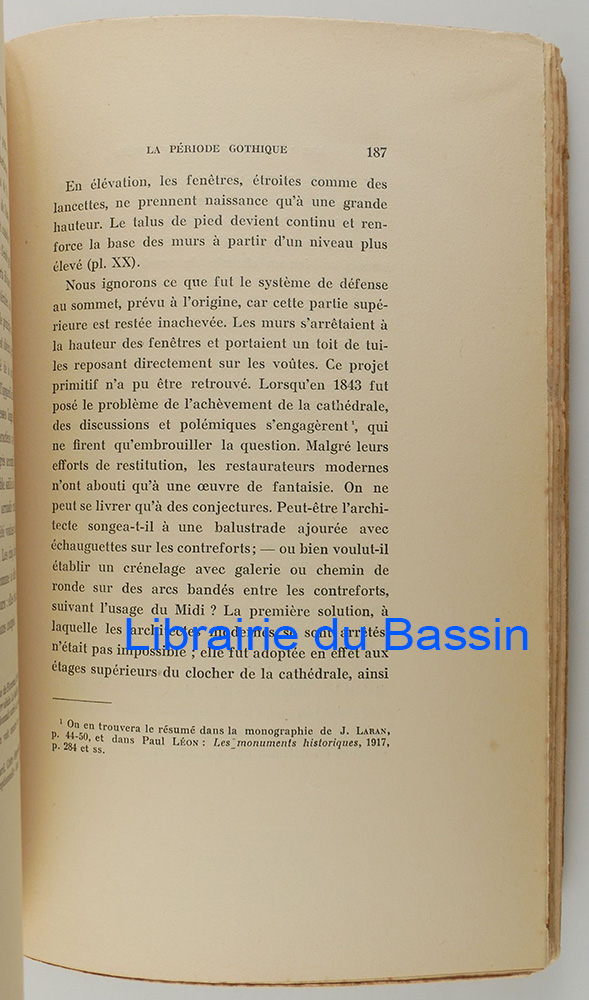 LA PÉRIODE GOTHIQUE 187
En élévation, les fenêtres, étroites comme des
lancettes, ne prennent naissance qu'à une grande
hauteur. Le talus de pied devient continu et ren-
force la base des murs à partir d'un niveau plus
élevé (pl. XX).
Nous ignorons ce que fut le système de défense
au sommet, prévu à l'origine, car cette partie supé-
rieure est restée inachevée. Les murs s'arrêtaient à
la hauteur des fenêtres et portaient un toit de tui-
les reposant directement sur les voûtes. Ce projet
primitif n'a pu être retrouvé. Lorsqu'en 1843 fut
posé le problème de l'achèvement de la cathédrale,
des discussions et polémiques s'engagèrent¹, qui
ne firent qu'embrouiller la question. Malgré leurs
efforts de restitution, les restaurateurs modernes
n'ont abouti qu'à une œuvre de fantaisie. On ne
peut se livrer qu'à des conjectures. Peut-être l'archi-
tecte songea-t-il à une balustrade ajourée avec
échauguettes sur les contreforts; — ou bien voulut-il
établir un crénelage avec galerie ou chemin de
ronde sur des arcs bandés entre les contreforts,
suivant l'usage du Midi ? La première solution, à
laquelle les architectes modernes se sont arrêtés,
n'était pas impossible ; elle fut adoptée en effet aux
étages supérieurs du clocher de la cathédrale, ainsi
¹ On en trouvera le résumé dans la monographie de J. LARAN,
p. 44-50, et dans Paul LÉON : Les monuments historiques, 1917,
p. 284 et ss.
Librairie du Bassin